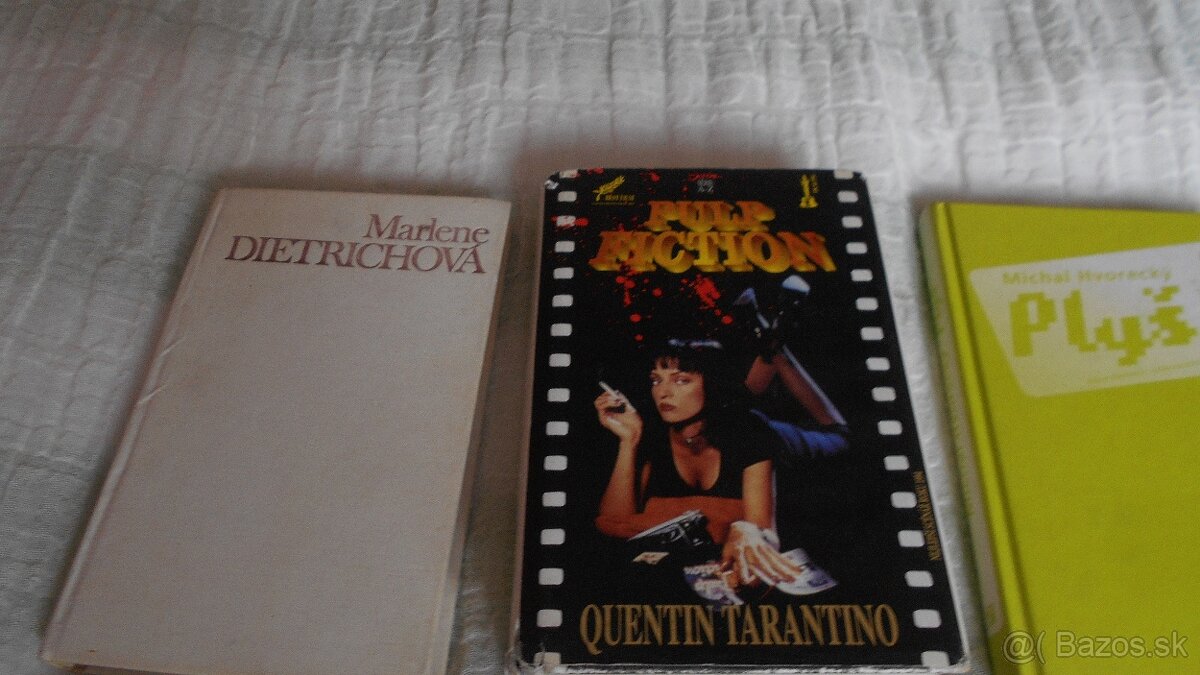 Marlene
DIETRICHOVÁ
PULP
FICTION
QUENTIN TARANTINO
Michal Hvorecký
Plyš
@( Bazos.sk